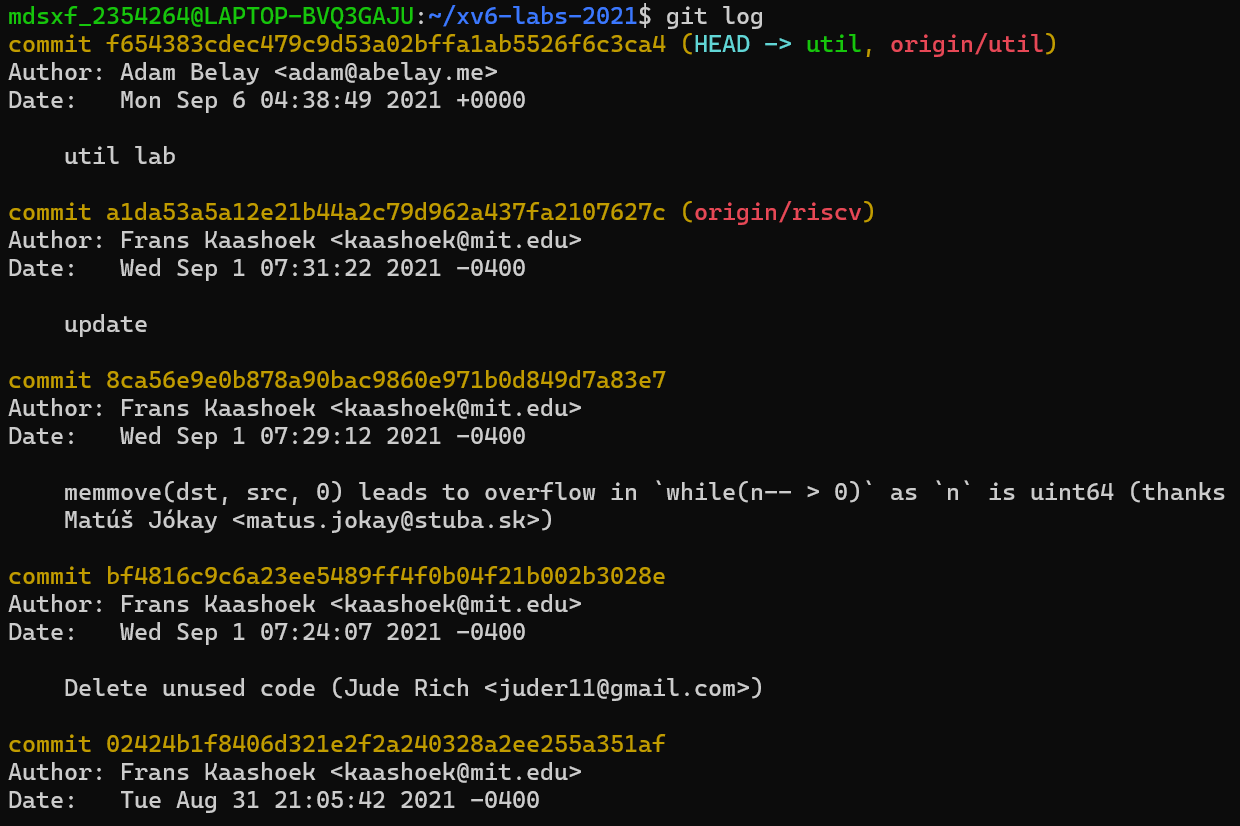 mdsxf_2354264@LAPTOP-BVQ3GAJU:~/xv6-labs-2021$ git log
commit f654383cdec479c9d53a02bffa1ab5526f6c3ca4 (HEAD -> util, origin/util)
Author: Adam Belay <adam@abelay.me>
Date:   Mon Sep 6 04:38:49 2021 +0000

    util lab

commit a1da53a5a12e21b44a2c79d962a437fa2107627c (origin/riscv)
Author: Frans Kaashoek <kaashoek@mit.edu>
Date:   Wed Sep 1 07:31:22 2021 -0400

    update

commit 8ca56e9e0b878a90bac9860e971b0d849d7a83e7
Author: Frans Kaashoek <kaashoek@mit.edu>
Date:   Wed Sep 1 07:29:12 2021 -0400

    memmove(dst, src, 0) leads to overflow in `while(n-- > 0)` as `n` is uint64 (thanks
    Matúš Jókay <matus.jokay@stuba.sk>)

commit bf4816c9c6a23ee5489ff4f0b04f21b002b3028e
Author: Frans Kaashoek <kaashoek@mit.edu>
Date:   Wed Sep 1 07:24:07 2021 -0400

    Delete unused code (Jude Rich <juder11@gmail.com>)

commit 02424b1f8406d321e2f2a240328a2ee255a351af
Author: Frans Kaashoek <kaashoek@mit.edu>
Date:   Tue Aug 31 21:05:42 2021 -0400